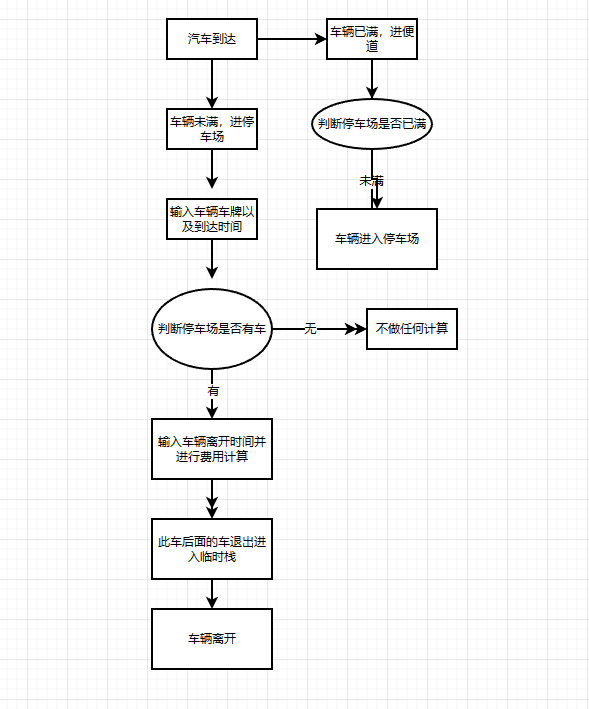 汽车到达
车辆已满，进便
道
车辆未满，进停
车场
判断停车场是否已满
未满
输入车辆车牌以
及到达时间
车辆进入停车场
判断停车场是否有车
无
不做任何计算
有
输入车辆离开时间并
进行费用计算
此车后面的车退出进
入临时栈
车辆离开